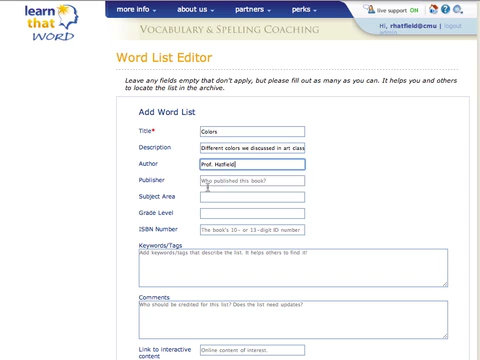 learn
that
WORD
more info
about us
partners
perks
live support ON
VOCABULARY & SPELLING COACHING
Hi, rhatfield@cmu | logout
admin
Word List Editor
Leave any fields empty that don't apply, but please fill out as many as you can. It helps you and others
to locate the list in the archive.
Add Word List
Title* Colors
Description Different colors we discussed in art class
Author Prof. Hatfield
Publisher Who published this book?
Subject Area
Grade Level
ISBN Number The book's 10- or 13-digit ID number
Keywords/Tags
Add keywords/tags that describe the list. It helps others to find it!
Comments
Who should be credited for this list? Does the list need updates?
Link to interactive Online content of interest.
content